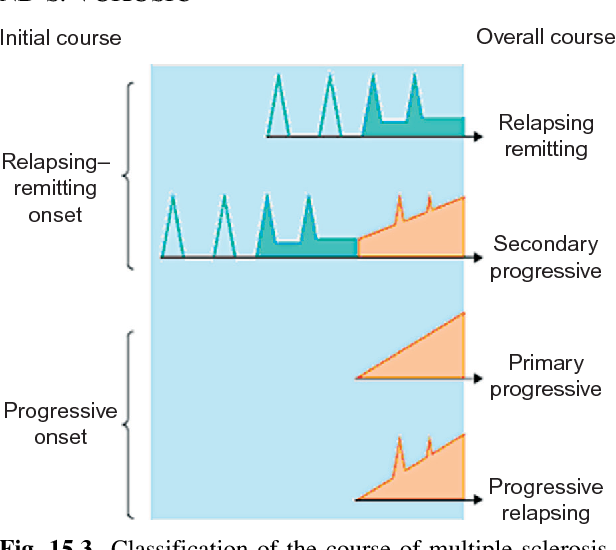 Initial course
Overall course
Relapsing–
remitting
onset
Relapsing
remitting
Secondary
progressive
Primary
progressive
Progressive
onset
Progressive
relapsing
Fig. 15.3. Classification of the course of multiple sclerosis